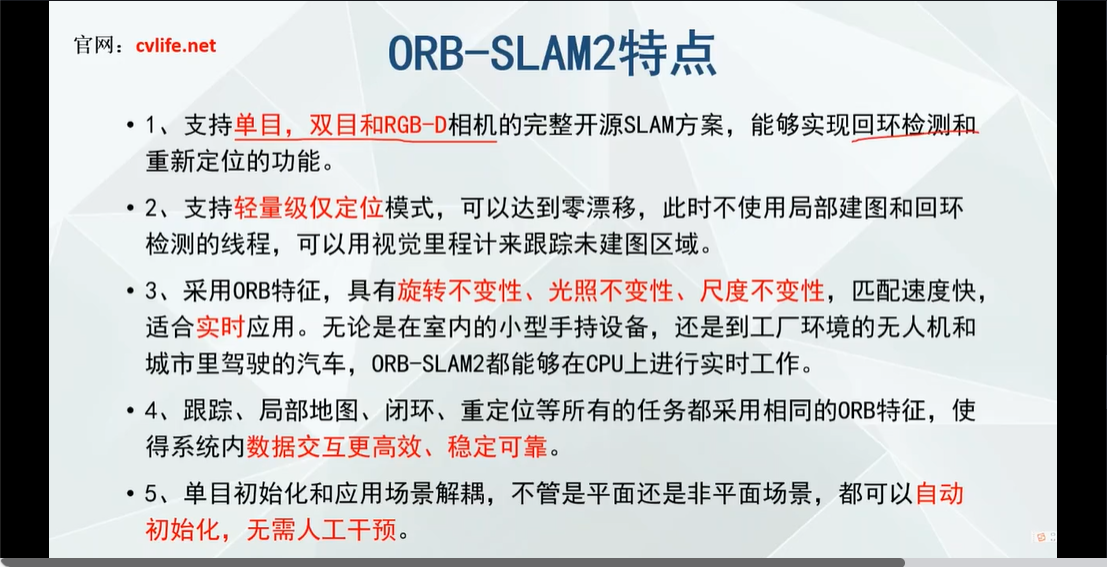 官网：cvlife.net
ORB-SLAM2特点
• 1、支持单目，双目和RGB-D相机的完整开源SLAM方案，能够实现回环检测和
重新定位的功能。
• 2、支持轻量级仅定位模式，可以达到零漂移，此时不使用局部建图和回环
检测的线程，可以用视觉里程计来跟踪未建图区域。
• 3、采用ORB特征，具有旋转不变性、光照不变性、尺度不变性，匹配速度快，
适合实时应用。无论是在室内的小型手持设备，还是到工厂环境的无人机和
城市里驾驶的汽车，ORB-SLAM2都能够在CPU上进行实时工作。
• 4、跟踪、局部地图、闭环、重定位等所有的任务都采用相同的ORB特征，使
得系统内数据交互更高效、稳定可靠。
• 5、单目初始化和应用场景解耦，不管是平面还是非平面场景，都可以自动
初始化，无需人工干预。